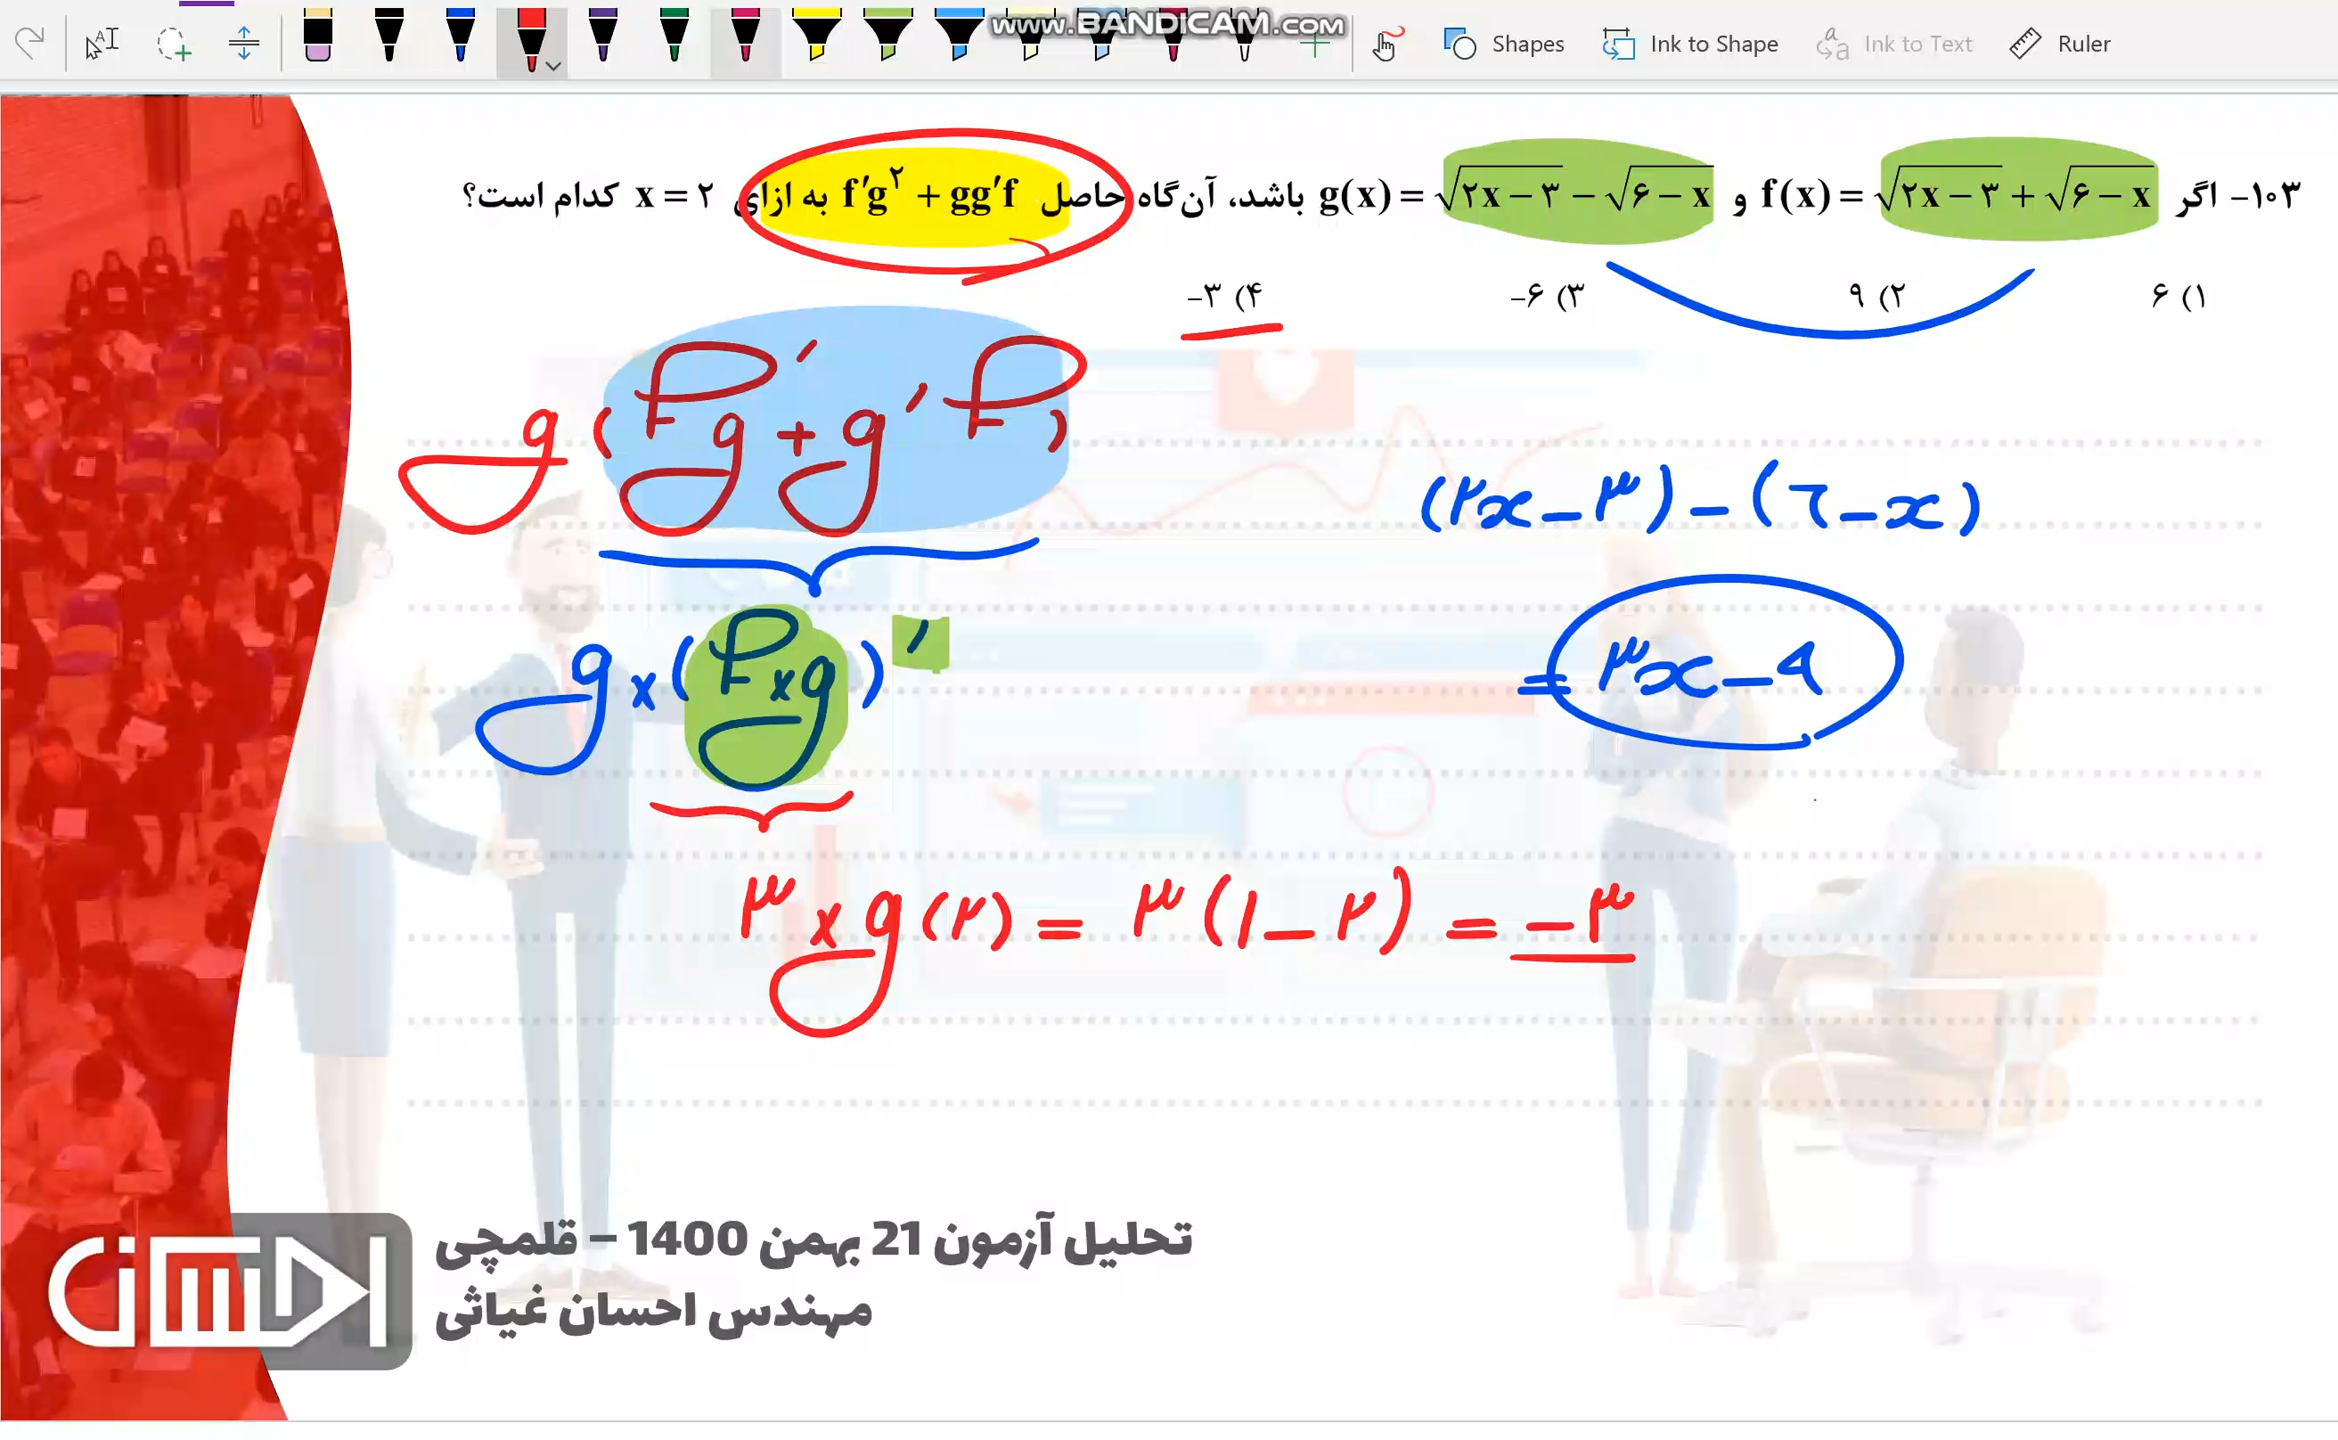 www.BANDICAM.com
Shapes Ink to Shape Ink to Text Ruler
۱۰۳- اگر f(x) = √(۲x − ۳) + √(۶ − x) و g(x) = √(۲x − ۳) − √(۶ − x) باشد، آن‌گاه حاصل f′g² + gg′f به ازای x = ۲ کدام است؟
۱) ۶ ۲) ۹ ۳) −۶ ۴) −۳
g(f′g + g′f)
(۲x − ۳) − (۶ − x)
g × (f × g)′
= ۳x − ۹
۳ × g(۲) = ۳(۱ − ۲) = −۳
تحلیل آزمون 21 بهمن 1400 – قلمچی
مهندس احسان غیاثی